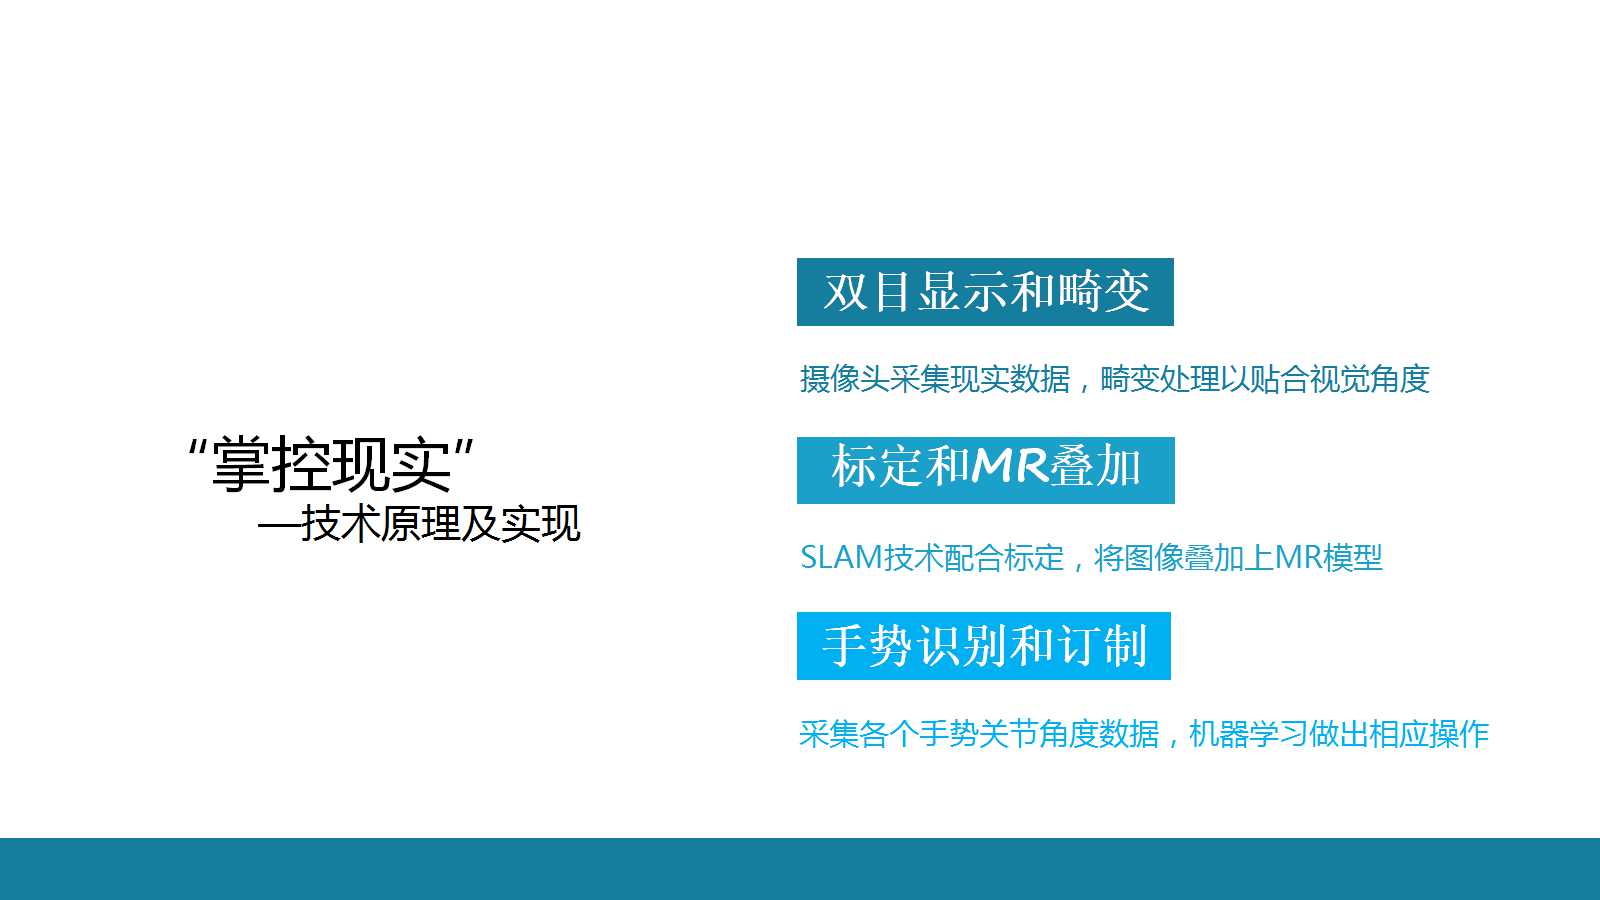 “掌控现实”
—技术原理及实现
双目显示和畸变
摄像头采集现实数据，畸变处理以贴合视觉角度
标定和MR叠加
SLAM技术配合标定，将图像叠加上MR模型
手势识别和订制
采集各个手势关节角度数据，机器学习做出相应操作